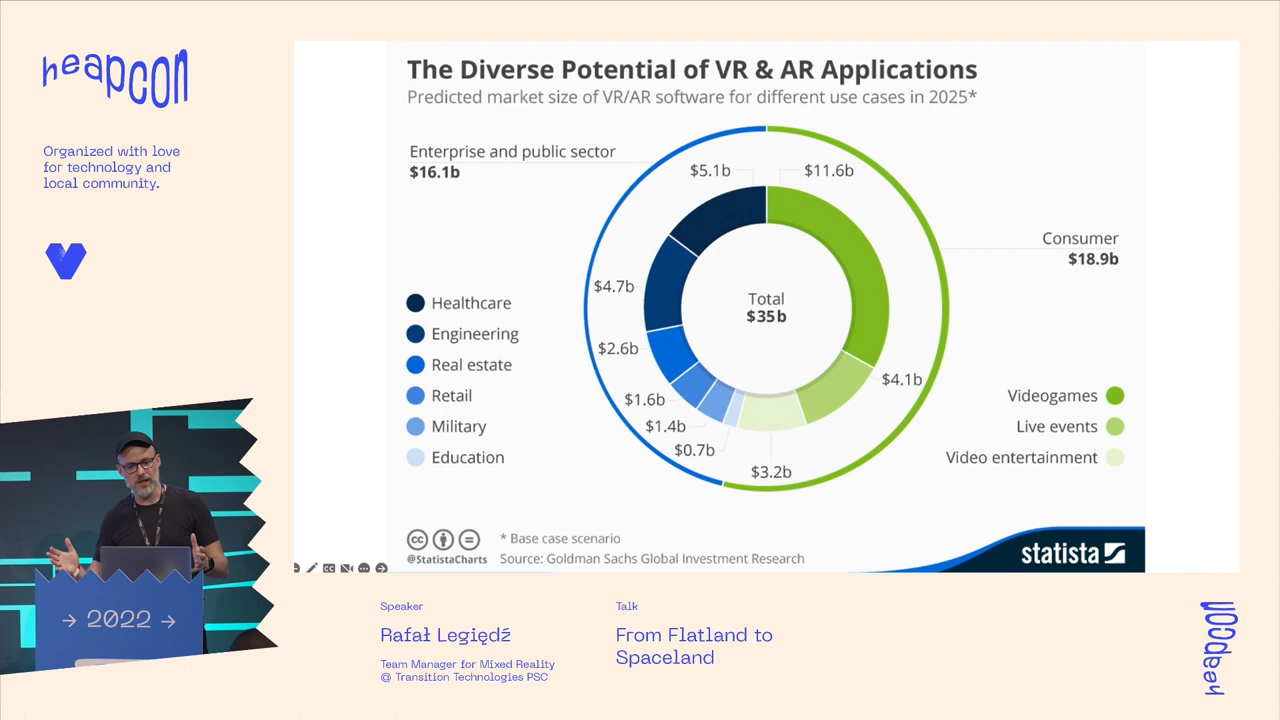 heapcon
Organized with love
for technology and
local community.
The Diverse Potential of VR & AR Applications
Predicted market size of VR/AR software for different use cases in 2025*
Enterprise and public sector
$16.1b
$5.1b
$11.6b
Consumer
$18.9b
$4.7b
Total
$35b
$2.6b
$1.6b
$1.4b
$0.7b
$3.2b
$4.1b
Healthcare
Engineering
Real estate
Retail
Military
Education
Videogames
Live events
Video entertainment
@StatistaCharts
* Base case scenario
Source: Goldman Sachs Global Investment Research
statista
→ 2022 →
Speaker
Rafał Legiędź
Team Manager for Mixed Reality
@ Transition Technologies PSC
Talk
From Flatland to
Spaceland
heapcon